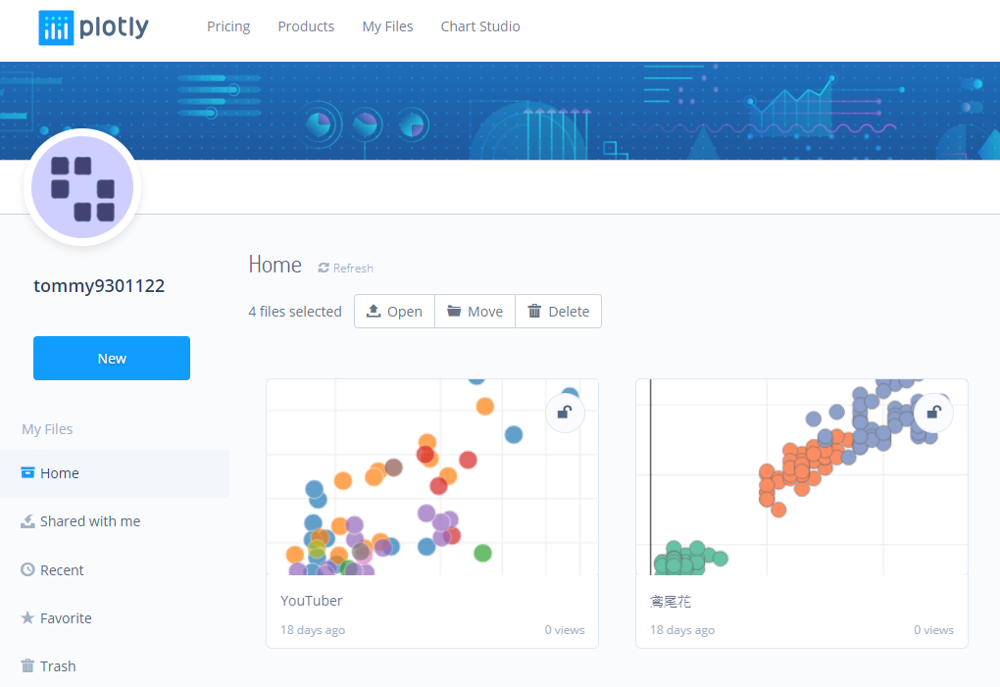 plotly
Pricing Products My Files Chart Studio
tommy9301122
New
My Files
Home
Shared with me
Recent
Favorite
Trash
Home Refresh
4 files selected Open Move Delete
YouTuber
18 days ago 0 views
鳶尾花
18 days ago 0 views